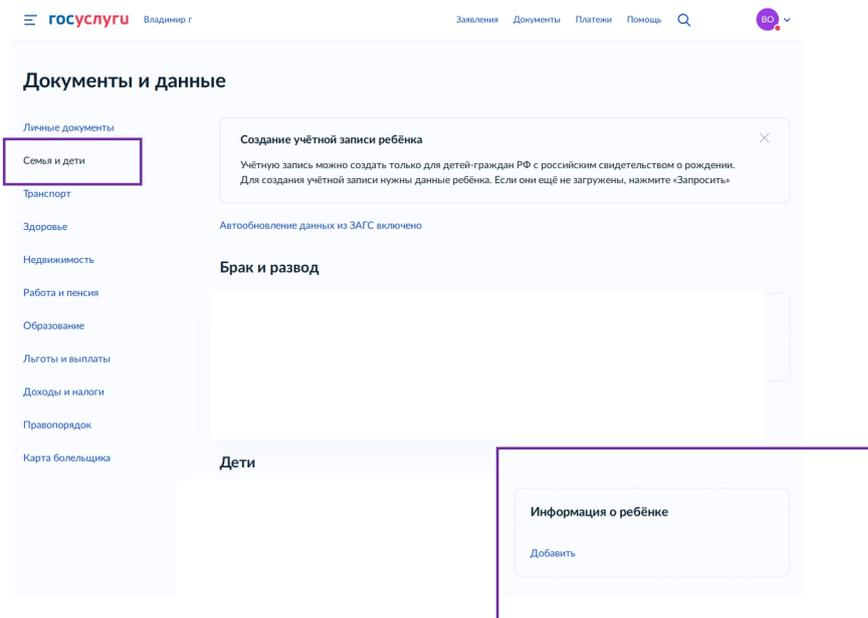 госуслуги Владимир г Заявления Документы Платежи Помощь ВО
Документы и данные
Личные документы
Семья и дети
Транспорт
Здоровье
Недвижимость
Работа и пенсия
Образование
Льготы и выплаты
Доходы и налоги
Правопорядок
Карта болельщика
Создание учётной записи ребёнка
Учётную запись можно создать только для детей-граждан РФ с российским свидетельством о рождении.
Для создания учётной записи нужны данные ребёнка. Если они ещё не загружены, нажмите «Запросить»
Автообновление данных из ЗАГС включено
Брак и развод
Дети
Информация о ребёнке
Добавить